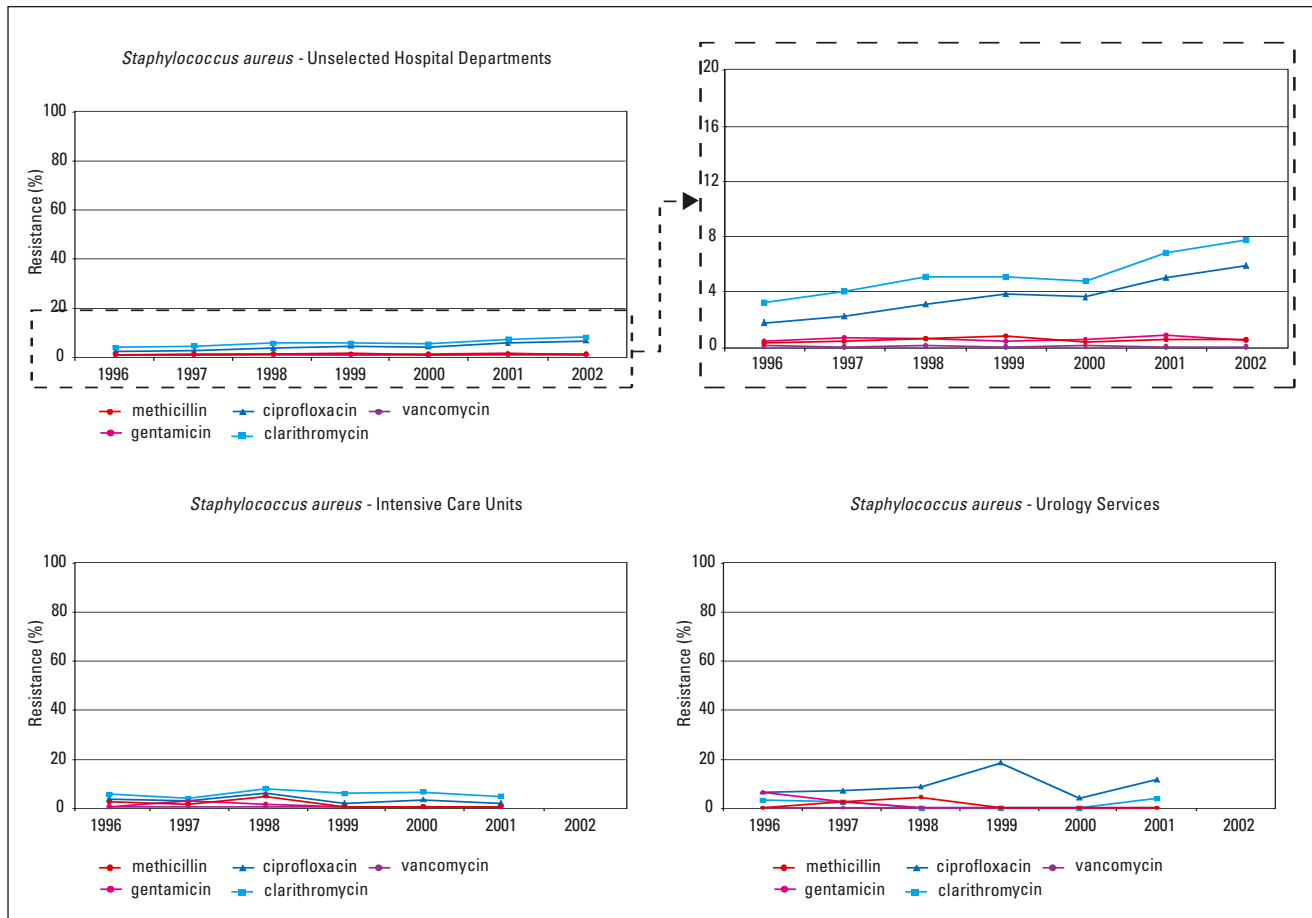 Staphylococcus aureus - Unselected Hospital Departments
Resistance (%)
100
80
60
40
20
0
1996 1997 1998 1999 2000 2001 2002
methicillin ciprofloxacin vancomycin
gentamicin clarithromycin
20
16
12
8
4
0
1996 1997 1998 1999 2000 2001 2002
Staphylococcus aureus - Intensive Care Units
Resistance (%)
100
80
60
40
20
0
1996 1997 1998 1999 2000 2001 2002
methicillin ciprofloxacin vancomycin
gentamicin clarithromycin
Staphylococcus aureus - Urology Services
Resistance (%)
100
80
60
40
20
0
1996 1997 1998 1999 2000 2001 2002
methicillin ciprofloxacin vancomycin
gentamicin clarithromycin